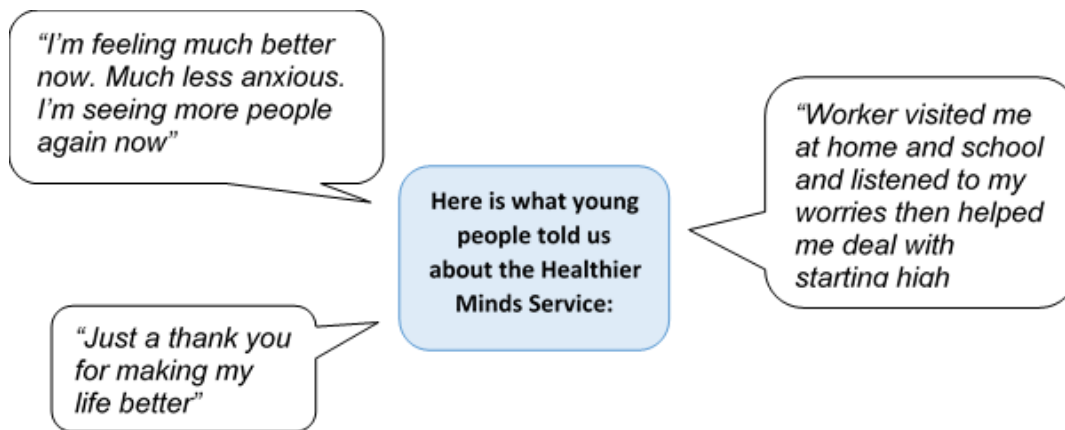 “I’m feeling much better
now. Much less anxious.
I’m seeing more people
again now”
Here is what young
people told us
about the Healthier
Minds Service:
“Worker visited me
at home and school
and listened to my
worries then helped
me deal with
starting high
“Just a thank you
for making my
life better”